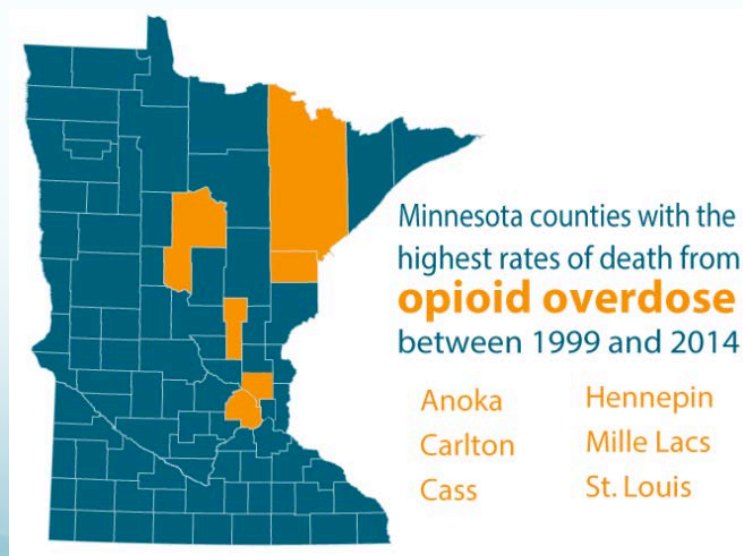 Minnesota counties with the
highest rates of death from
opioid overdose
between 1999 and 2014
Anoka
Carlton
Cass
Hennepin
Mille Lacs
St. Louis